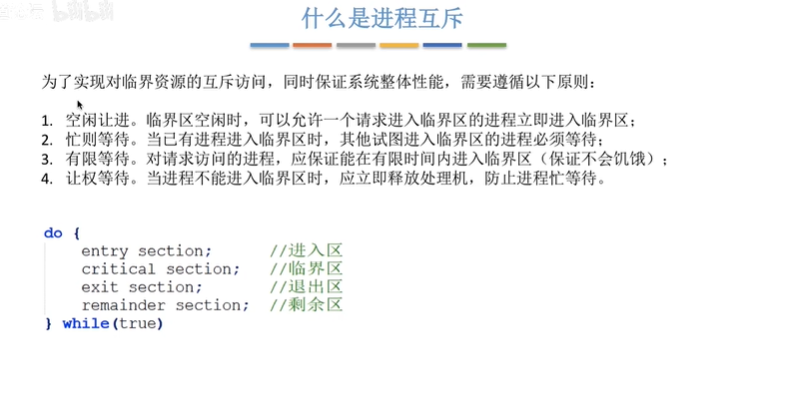 什么是进程互斥
为了实现对临界资源的互斥访问，同时保证系统整体性能，需要遵循以下原则：
1. 空闲让进。临界区空闲时，可以允许一个请求进入临界区的进程立即进入临界区；
2. 忙则等待。当已有进程进入临界区时，其他试图进入临界区的进程必须等待；
3. 有限等待。对请求访问的进程，应保证能在有限时间内进入临界区（保证不会饥饿）；
4. 让权等待。当进程不能进入临界区时，应立即释放处理机，防止进程忙等待。
do {
entry section; //进入区
critical section; //临界区
exit section; //退出区
remainder section; //剩余区
} while(true)